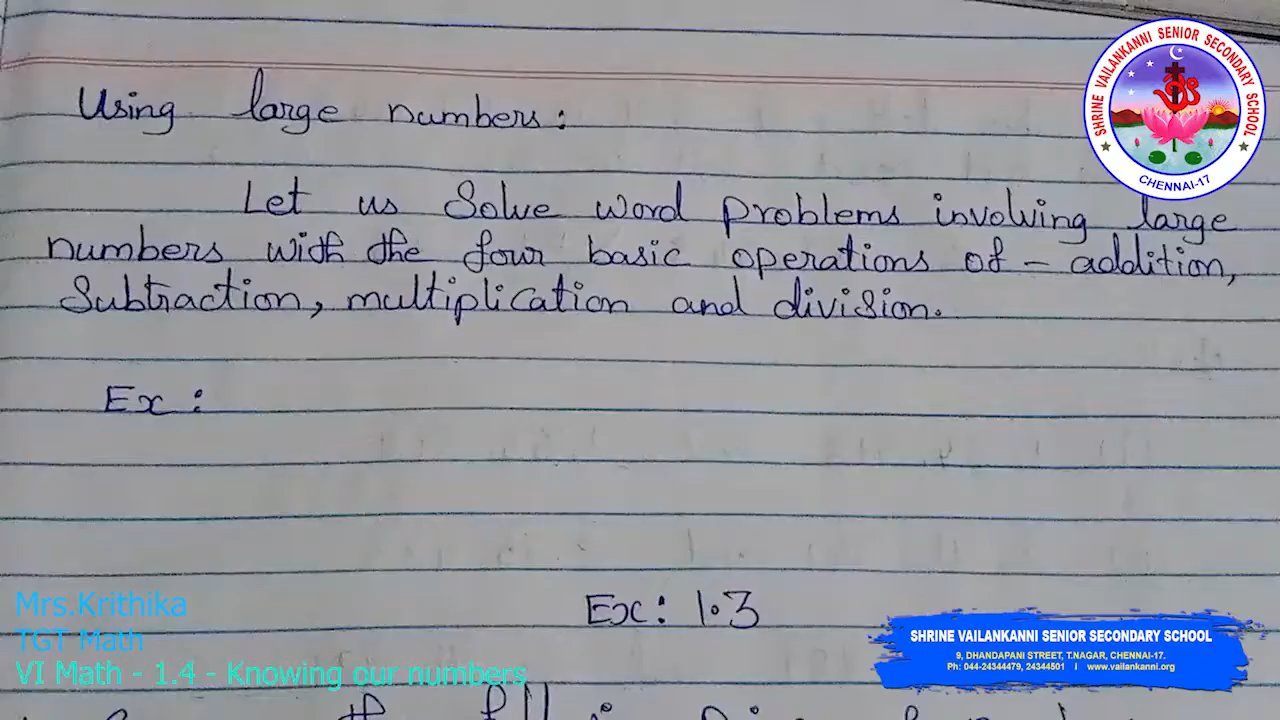 Using large numbers:
Let us Solve word problems involving large
numbers with the four basic operations of – addition,
Subtraction, multiplication and division.
Ex :
Ex: 1.3
SHRINE VAILANKANNI SENIOR SECONDARY SCHOOL
CHENNAI-17
Mrs.Krithika
TGT Math
VI Math - 1.4 - Knowing our numbers
SHRINE VAILANKANNI SENIOR SECONDARY SCHOOL
9, DHANDAPANI STREET, T.NAGAR, CHENNAI-17.
Ph: 044-24344479, 24344501 I www.vailankanni.org